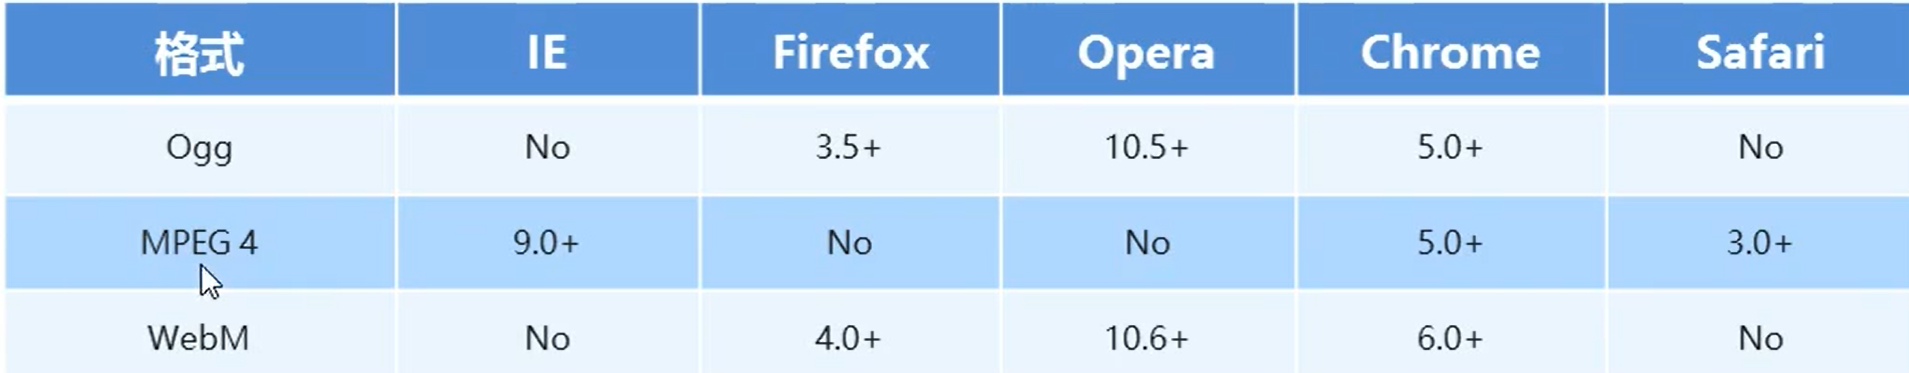 格式 IE Firefox Opera Chrome Safari
Ogg No 3.5+ 10.5+ 5.0+ No
MPEG 4 9.0+ No No 5.0+ 3.0+
WebM No 4.0+ 10.6+ 6.0+ No